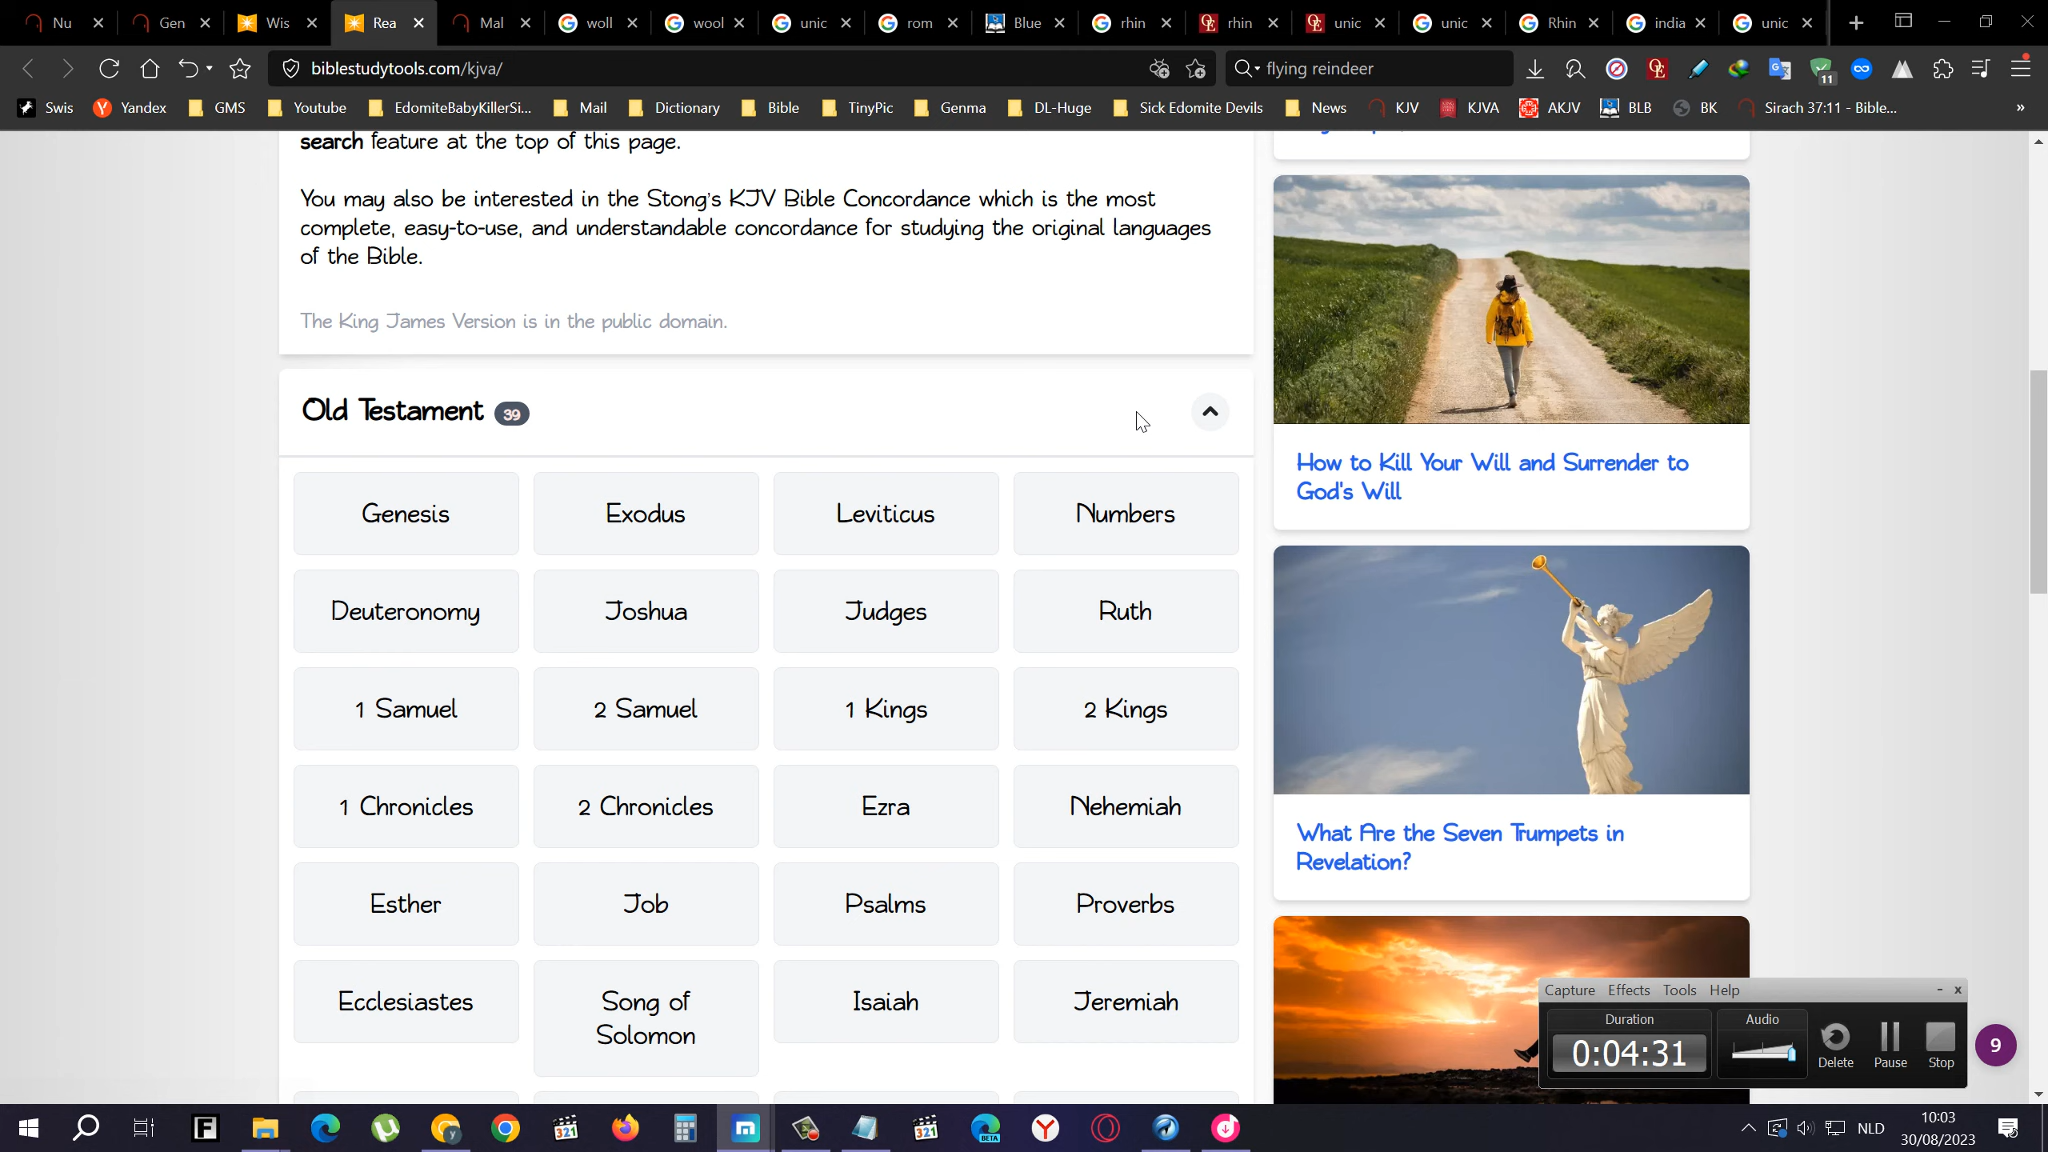 Nu
Gen
Wis
Rea
Mal
woll
wool
unic
rom
Blue
rhin
rhin
unic
unic
Rhin
india
unic
biblestudytools.com/kjva/
flying reindeer
11
Swis
Yandex
GMS
Youtube
EdomiteBabyKillerSi...
Mail
Dictionary
Bible
TinyPic
Genma
DL-Huge
Sick Edomite Devils
News
KJV
KJVA
AKJV
BLB
BK
Sirach 37:11 - Bible...
search feature at the top of this page.
You may also be interested in the Stong's KJV Bible Concordance which is the most
complete, easy-to-use, and understandable concordance for studying the original languages
of the Bible.
The King James Version is in the public domain.
Old Testament 39
Genesis
Exodus
Leviticus
Numbers
Deuteronomy
Joshua
Judges
Ruth
1 Samuel
2 Samuel
1 Kings
2 Kings
1 Chronicles
2 Chronicles
Ezra
Nehemiah
Esther
Job
Psalms
Proverbs
Ecclesiastes
Song of
Solomon
Isaiah
Jeremiah
How to Kill Your Will and Surrender to
God's Will
What Are the Seven Trumpets in
Revelation?
Capture Effects Tools Help
Duration
Audio
0:04:31
Delete
Pause
Stop
9
321
321
BETA
NLD
10:03
30/08/2023